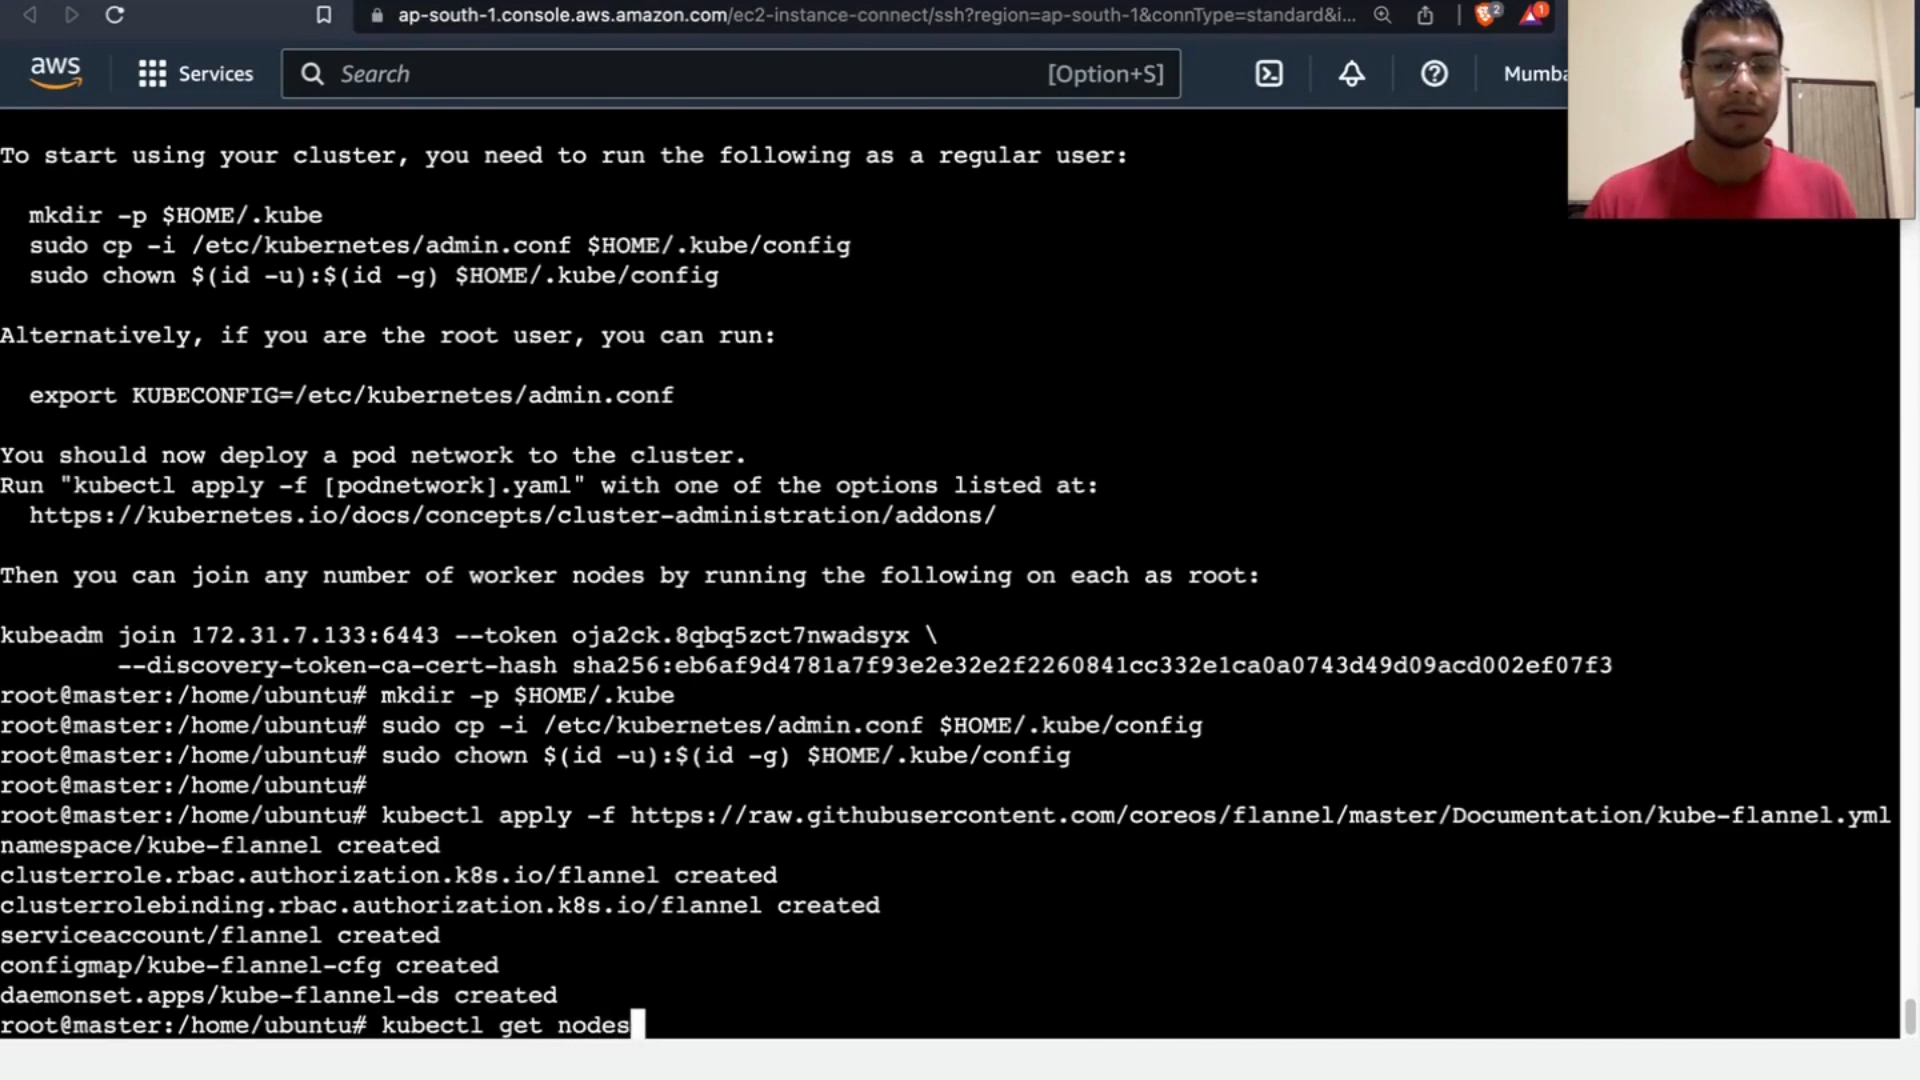 ap-south-1.console.aws.amazon.com/ec2-instance-connect/ssh?region=ap-south-1&connType=standard&i...
2
1
aws
Services
Search
[Option+S]
Mumba
To start using your cluster, you need to run the following as a regular user:
mkdir -p $HOME/.kube
sudo cp -i /etc/kubernetes/admin.conf $HOME/.kube/config
sudo chown $(id -u):$(id -g) $HOME/.kube/config
Alternatively, if you are the root user, you can run:
export KUBECONFIG=/etc/kubernetes/admin.conf
You should now deploy a pod network to the cluster.
Run "kubectl apply -f [podnetwork].yaml" with one of the options listed at:
https://kubernetes.io/docs/concepts/cluster-administration/addons/
Then you can join any number of worker nodes by running the following on each as root:
kubeadm join 172.31.7.133:6443 --token oja2ck.8qbq5zct7nwadsyx \
--discovery-token-ca-cert-hash sha256:eb6af9d4781a7f93e2e32e2f2260841cc332e1ca0a0743d49d09acd002ef07f3
root@master:/home/ubuntu# mkdir -p $HOME/.kube
root@master:/home/ubuntu# sudo cp -i /etc/kubernetes/admin.conf $HOME/.kube/config
root@master:/home/ubuntu# sudo chown $(id -u):$(id -g) $HOME/.kube/config
root@master:/home/ubuntu#
root@master:/home/ubuntu# kubectl apply -f https://raw.githubusercontent.com/coreos/flannel/master/Documentation/kube-flannel.yml
namespace/kube-flannel created
clusterrole.rbac.authorization.k8s.io/flannel created
clusterrolebinding.rbac.authorization.k8s.io/flannel created
serviceaccount/flannel created
configmap/kube-flannel-cfg created
daemonset.apps/kube-flannel-ds created
root@master:/home/ubuntu# kubectl get nodes